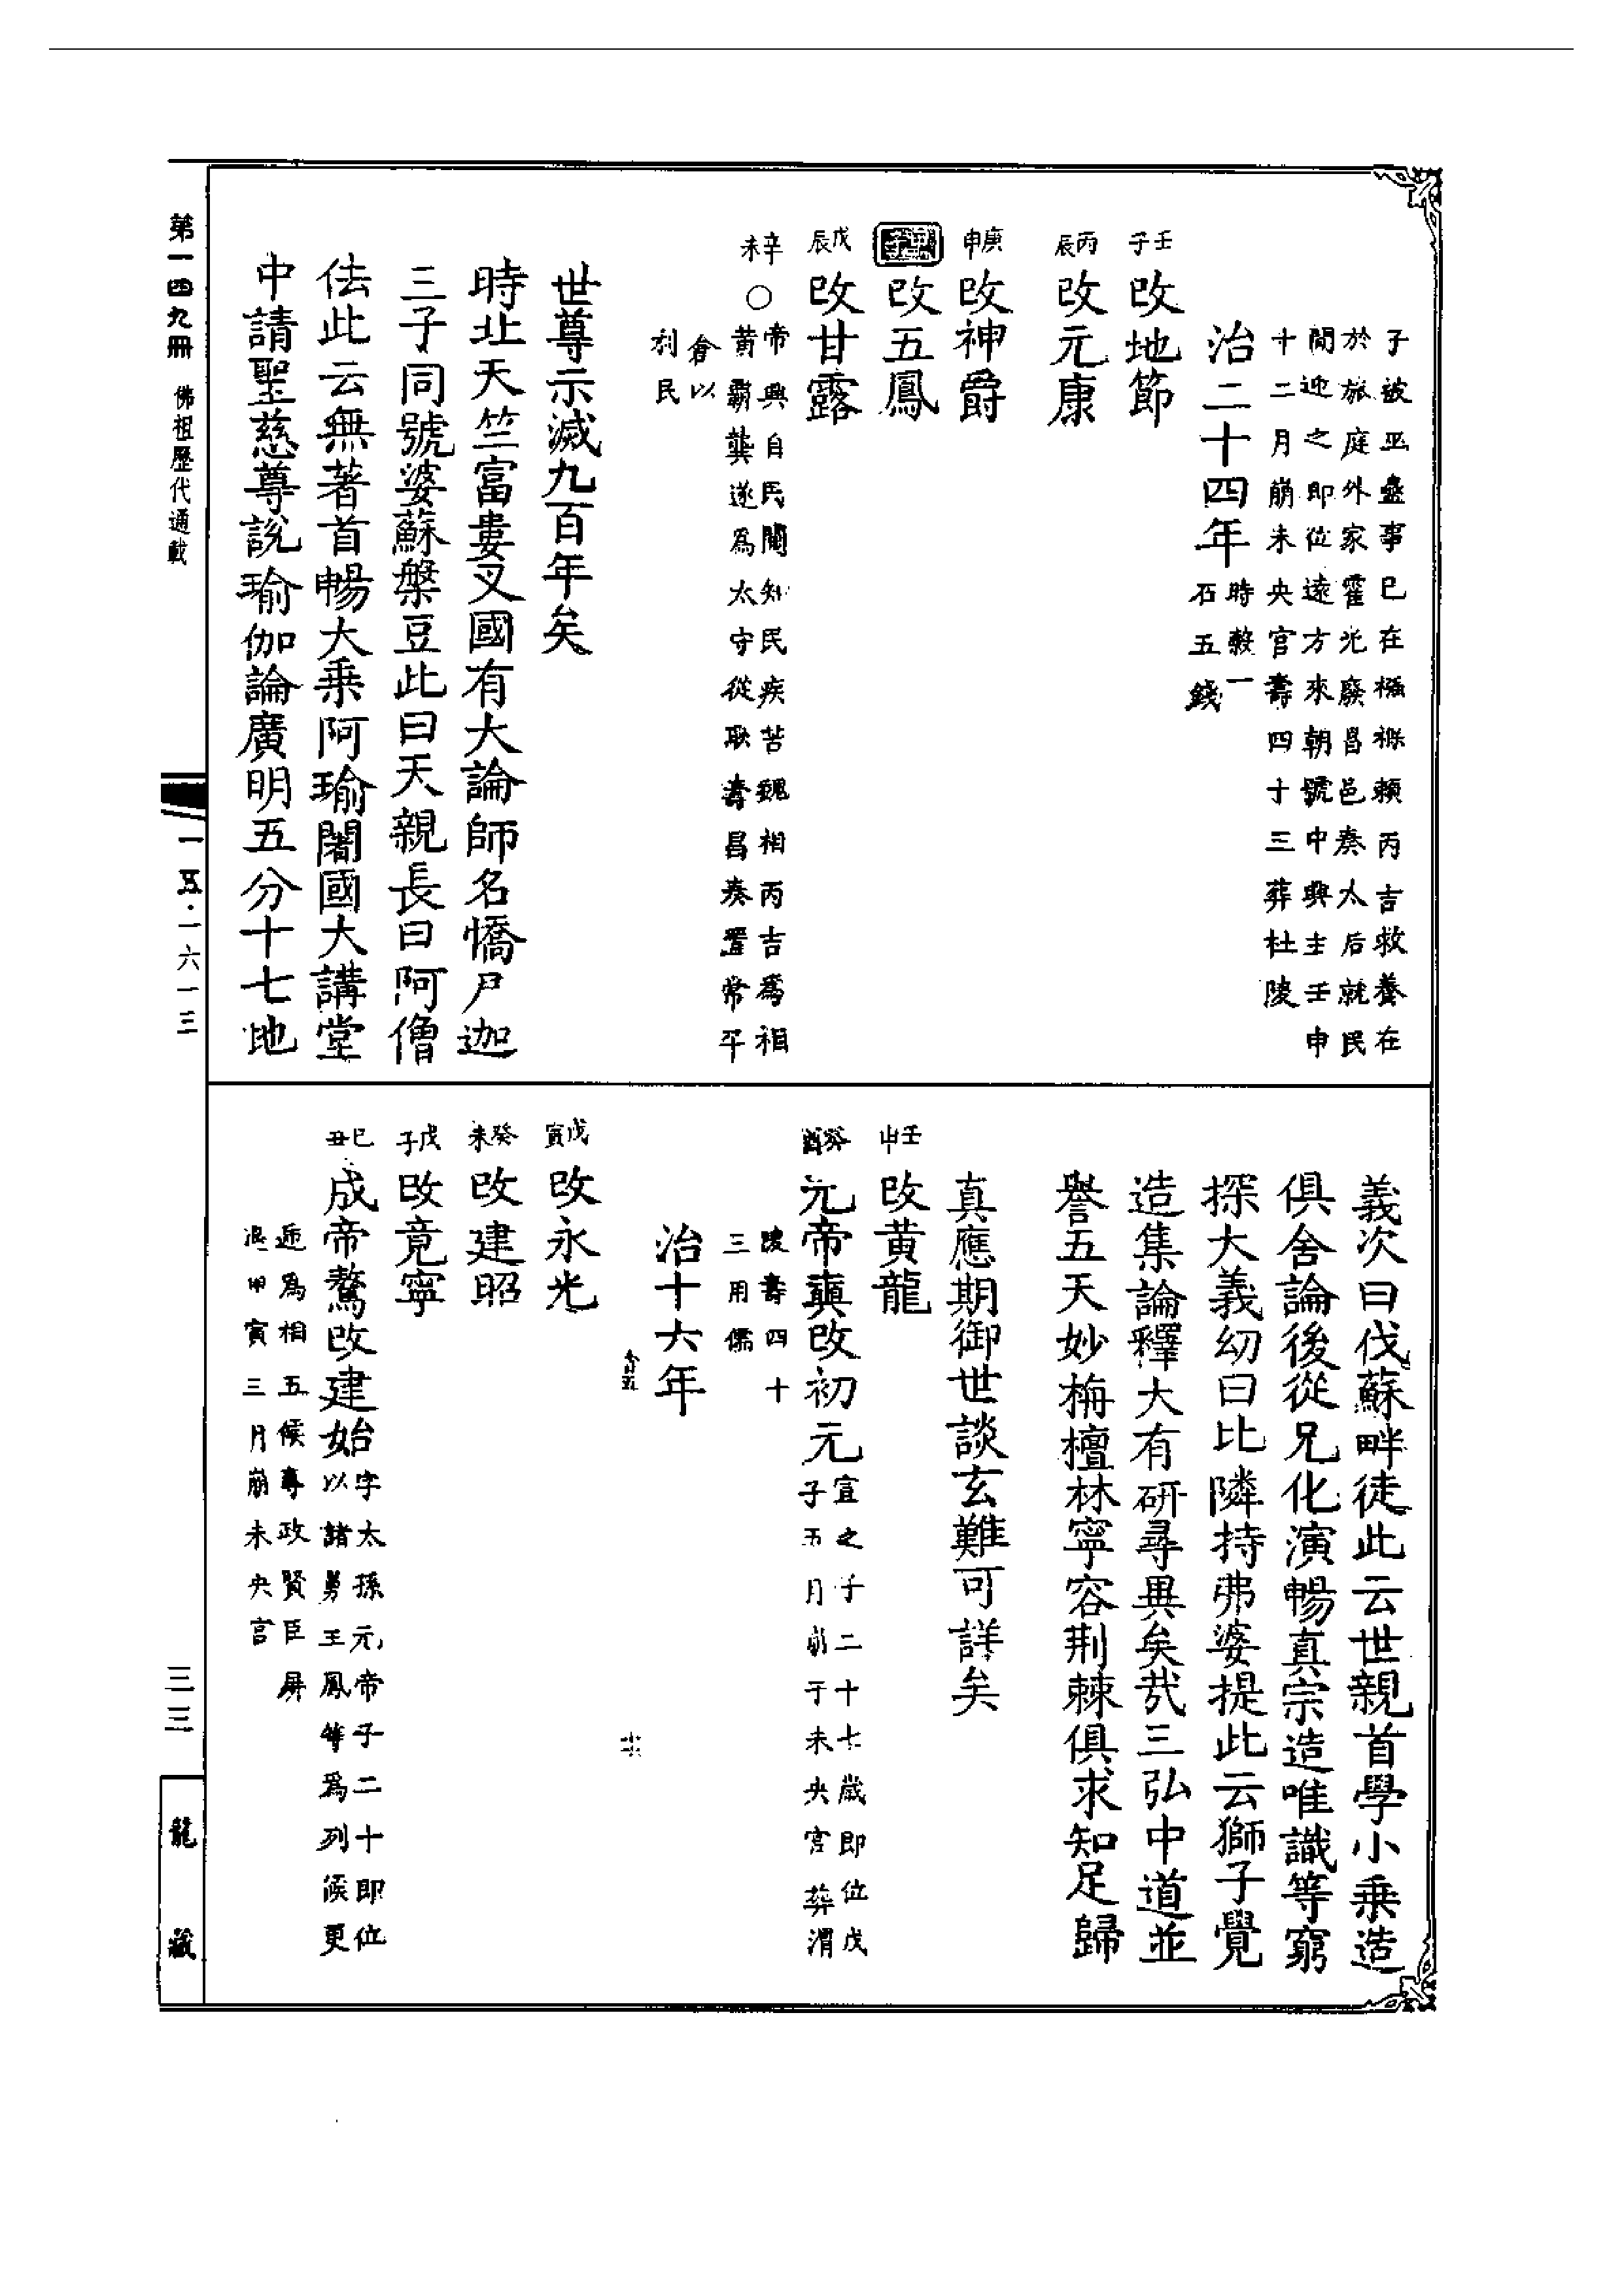 子被巫蠱事已在襁褓賴丙吉救養在
於旅庭外家霍光廢昌邑奏太后就民
間迎之即位遠方來朝號中興主壬申
十二月崩未央宮壽四十三葬杜陵
治二十四年時穀一
石五錢
壬子改地節
丙辰改元康
庚申改神爵
改五鳳
戊辰改甘露
辛未○帝興自民間知民疾苦魏相丙吉為相
黃霸龔遂為太守從耿壽昌奏置常平
倉以
利民
世尊示滅九百年矣
時北天竺富婁叉國有大論師名憍尸迦
三子同號婆蘇槃豆此曰天親長曰阿僧
佉此云無著首暢大乘阿瑜闍國大講堂
中請聖慈尊說瑜伽論廣明五分十七地
義次曰伐蘇畔徒此云世親首學小乘造
俱舍論後從兄化演暢真宗造唯識等窮
探大義幼曰比隣持弗婆提此云獅子覺
造集論釋大有研尋異矣哉三弘中道並
譽五天妙栴檀林寧容荊棘俱求知足歸
真應期御世談玄難可詳矣
壬申改黃龍
癸酉元帝奭改初元宣之子二十七歲即位戊
子五月崩于未央宮葬渭
陵壽四十
三用儒
治十六年
戊寅改永光
癸未改建昭
戊子改竟寧
己丑成帝驁改建始字太孫元帝子二十即位
以諸舅王鳳等為列侯更
逓為相五候專政賢臣屏
退甲寅三月崩未央宮
第一四九冊 佛祖歷代通載
一五·一六一三
三三
龍藏